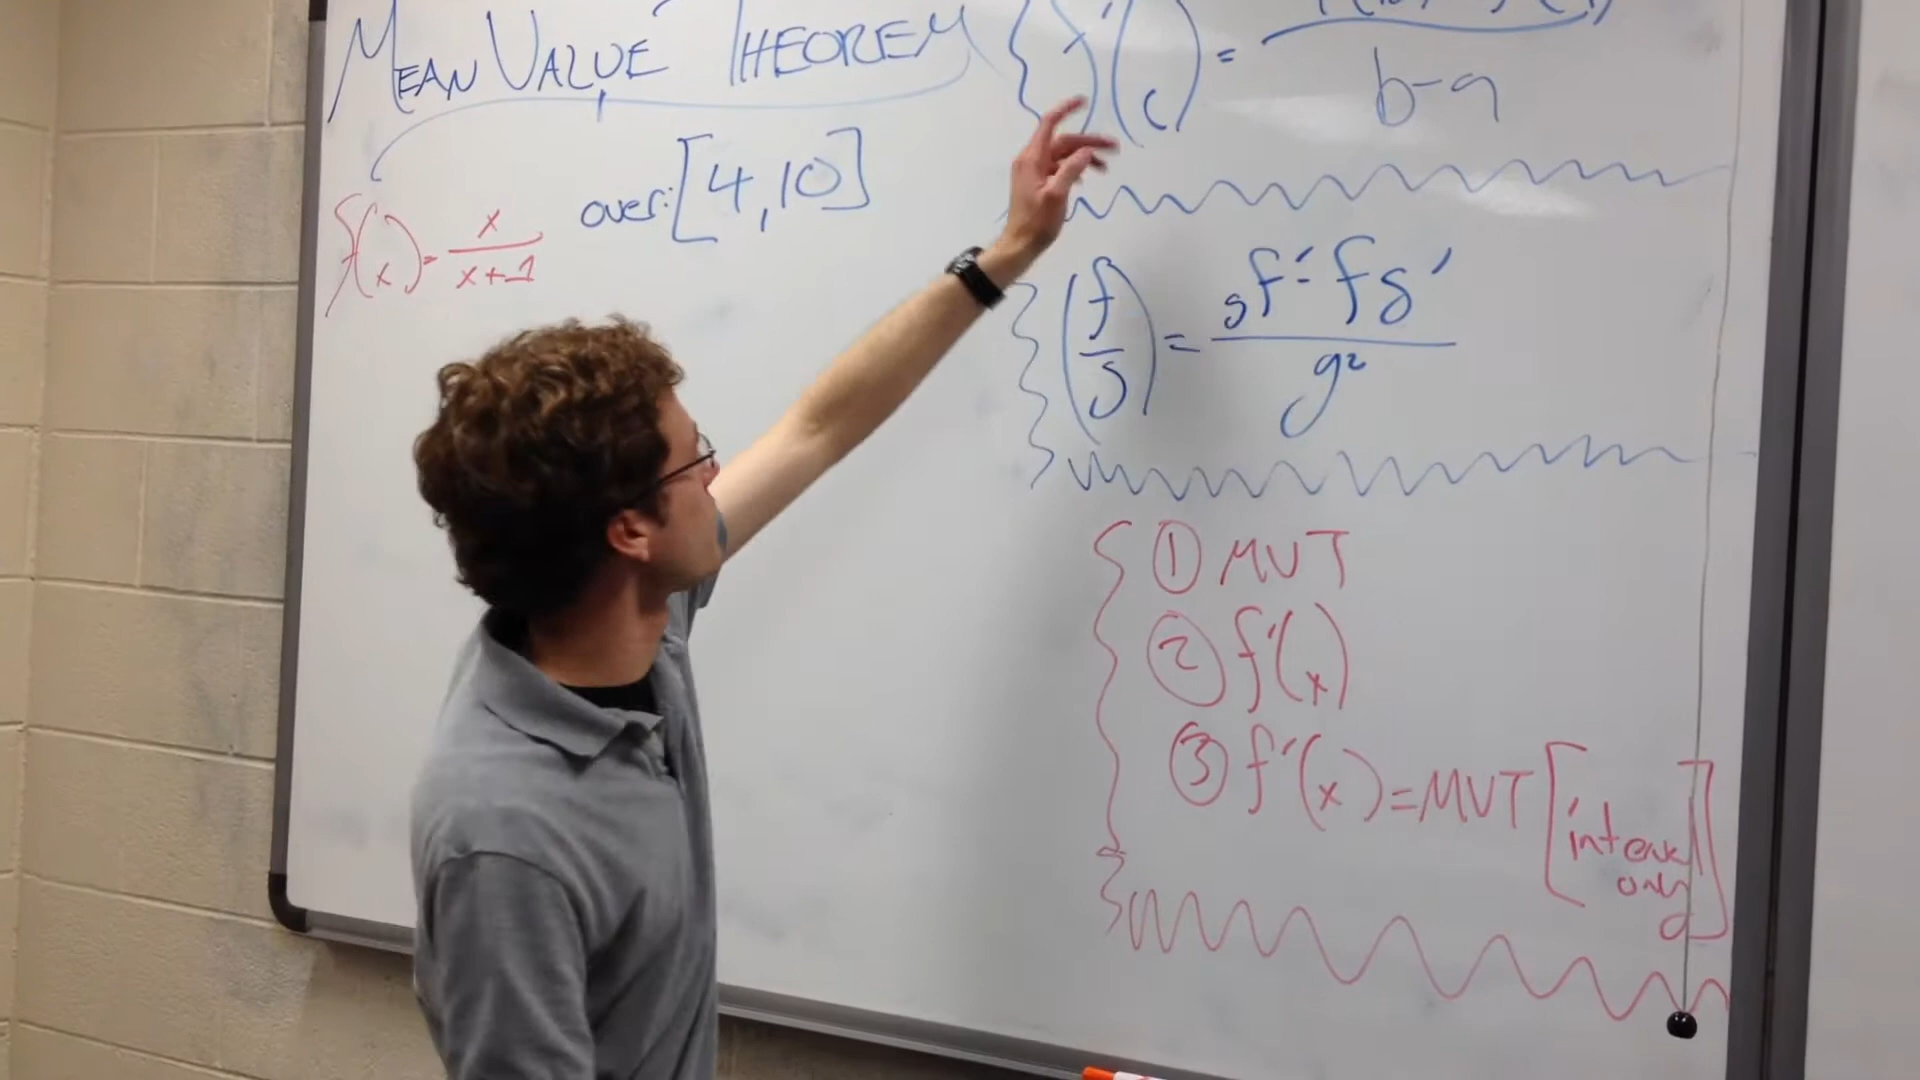 MEAN VALUE THEOREM
f'(c) = / b-a
f(x) = x/x+1
over: [4,10]
(f/g) = gf' - fg' / g²
① MVT
② f'(x)
③ f'(x) = MVT [interval only]